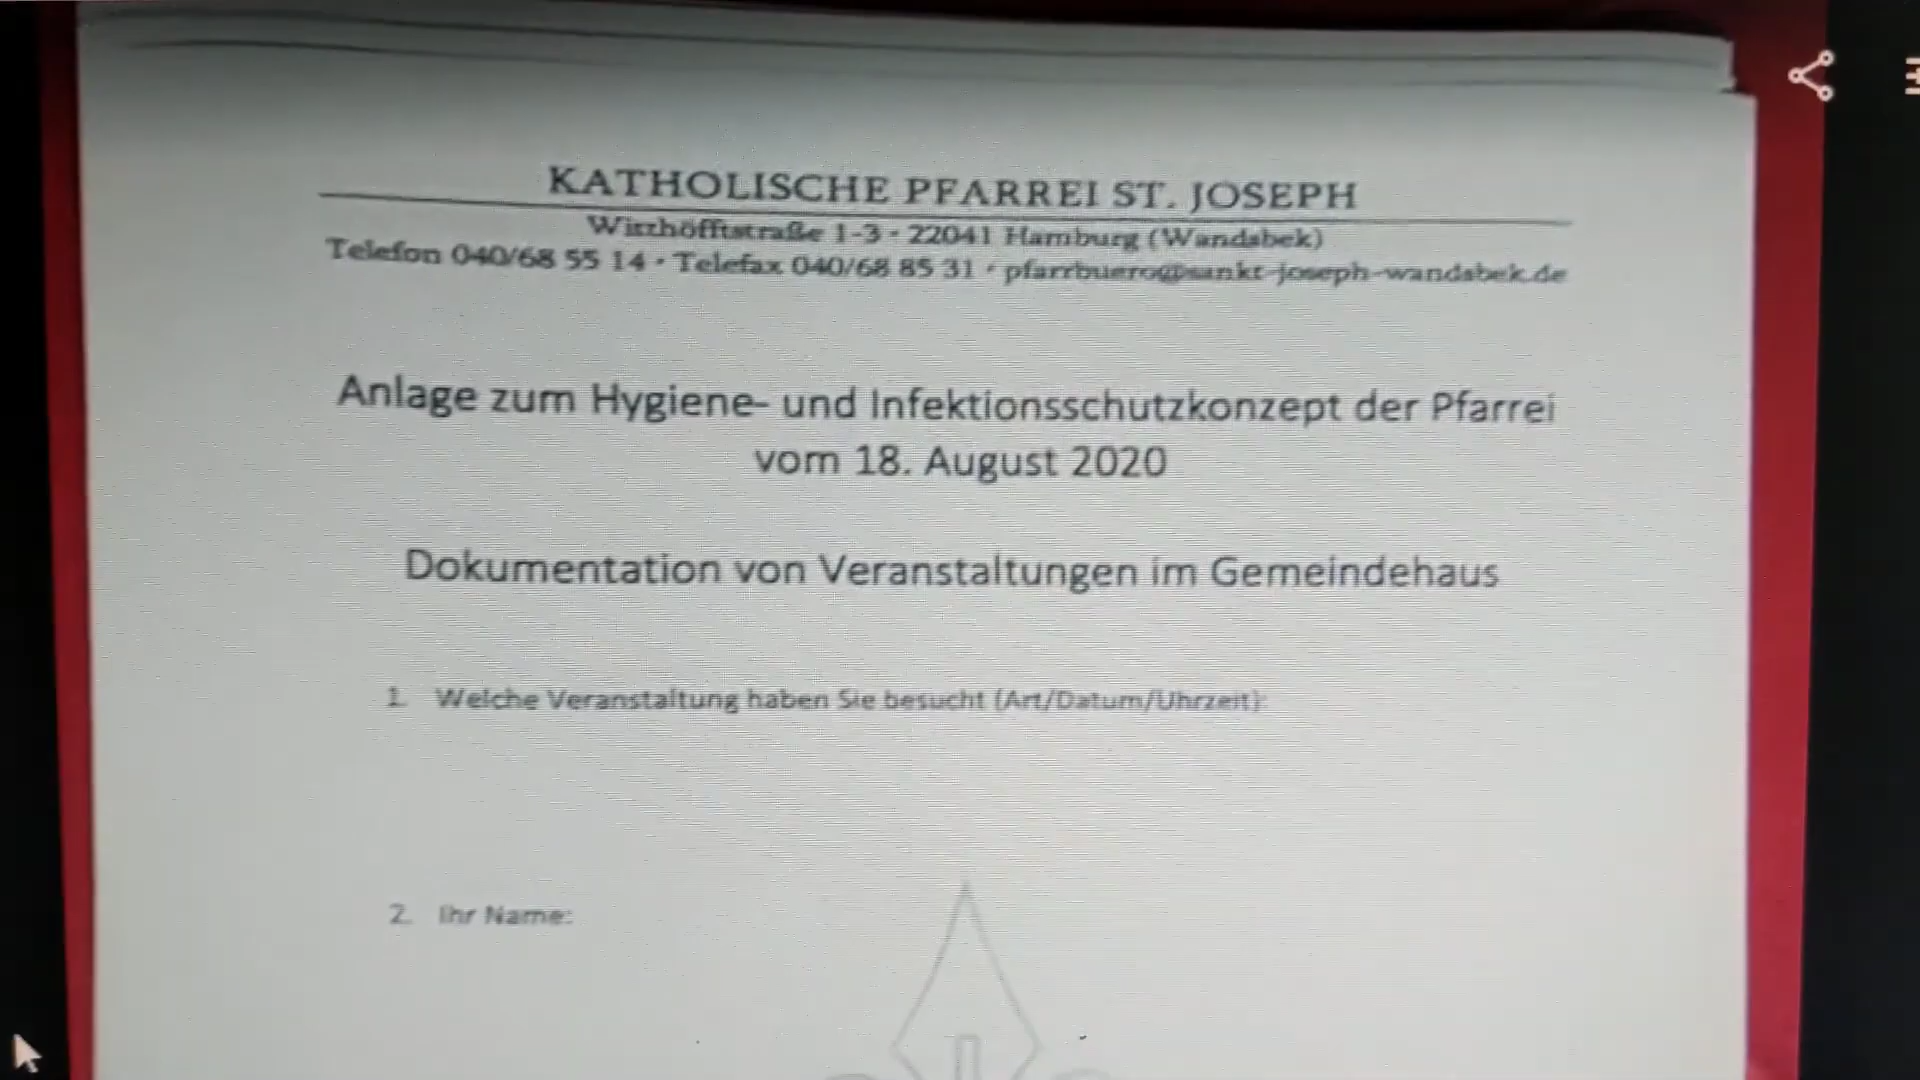 KATHOLISCHE PFARREI ST. JOSEPH
Witthöfftstraße 1-3 · 22041 Hamburg (Wandsbek)
Telefon 040/68 55 14 · Telefax 040/68 85 31 · pfarrbuero@sankt-joseph-wandsbek.de
Anlage zum Hygiene- und Infektionsschutzkonzept der Pfarrei
vom 18. August 2020
Dokumentation von Veranstaltungen im Gemeindehaus
1. Welche Veranstaltung haben Sie besucht (Art/Datum/Uhrzeit):
2. Ihr Name: